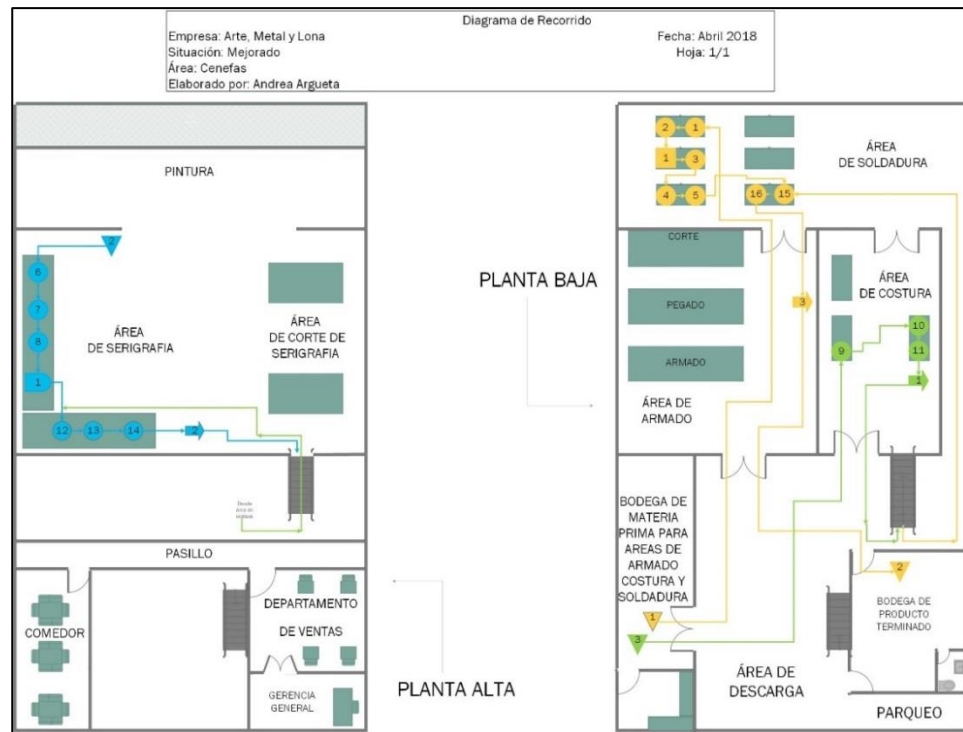 Diagrama de Recorrido
Empresa: Arte, Metal y Lona
Fecha: Abril 2018
Situación: Mejorado
Hoja: 1/1
Área: Cenefas
Elaborado por: Andrea Argueta
PINTURA
2
6
7
8
1
12
13
14
2
ÁREA
DE SERIGRAFIA
ÁREA
DE CORTE DE
SERIGRAFIA
PASILLO
COMEDOR
DEPARTAMENTO
DE VENTAS
GERENCIA
GENERAL
PLANTA BAJA
PLANTA ALTA
2
1
1
3
4
5
16
15
ÁREA
DE SOLDADURA
CORTE
PEGADO
ARMADO
3
ÁREA DE
ARMADO
ÁREA
DE COSTURA
9
10
11
1
BODEGA DE
MATERIA
PRIMA PARA
AREAS DE
ARMADO
COSTURA Y
SOLDADURA
1
3
2
BODEGA DE
PRODUCTO
TERMINADO
ÁREA DE
DESCARGA
PARQUEO